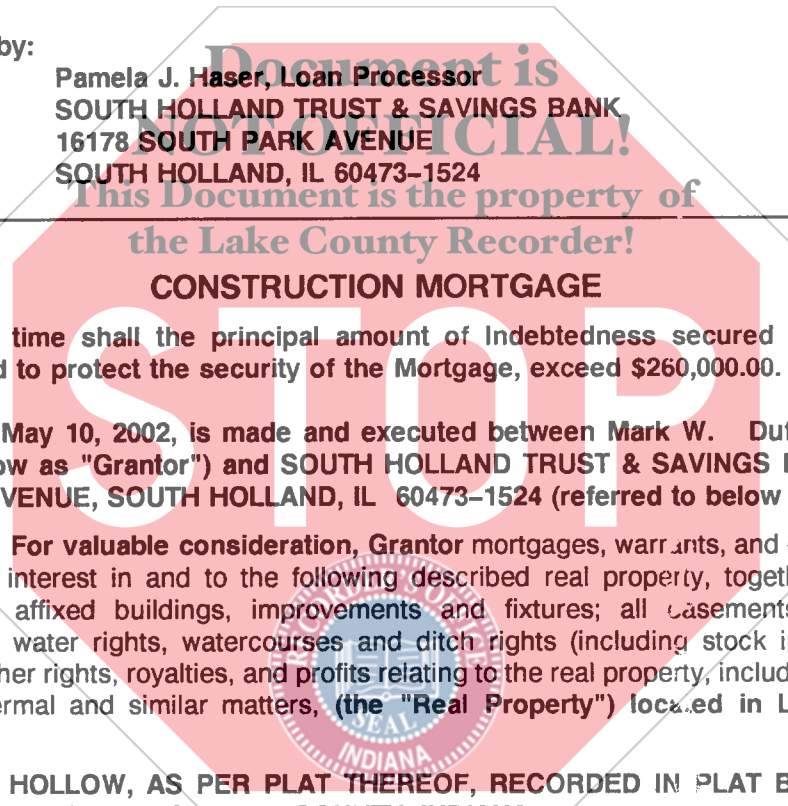 by:
Document is
Pamela J. Haser, Loan Processor
SOUTH HOLLAND TRUST & SAVINGS BANK
NOT OFFICIAL!
16178 SOUTH PARK AVENUE
SOUTH HOLLAND, IL 60473–1524
This Document is the property of
the Lake County Recorder!
CONSTRUCTION MORTGAGE
STOP
time shall the principal amount of Indebtedness secured
d to protect the security of the Mortgage, exceed $260,000.00.
May 10, 2002, is made and executed between Mark W. Dut
ow as "Grantor") and SOUTH HOLLAND TRUST & SAVINGS
VENUE, SOUTH HOLLAND, IL 60473–1524 (referred to below
For valuable consideration, Grantor mortgages, warrants, and
interest in and to the following described real property, togeth
affixed buildings, improvements and fixtures; all easements
water rights, watercourses and ditch rights (including stock i
her rights, royalties, and profits relating to the real property, includ
ermal and similar matters, (the "Real Property") located in L
RECORDER'S OFFICE
SEAL
INDIANA
HOLLOW, AS PER PLAT THEREOF, RECORDED IN PLAT B